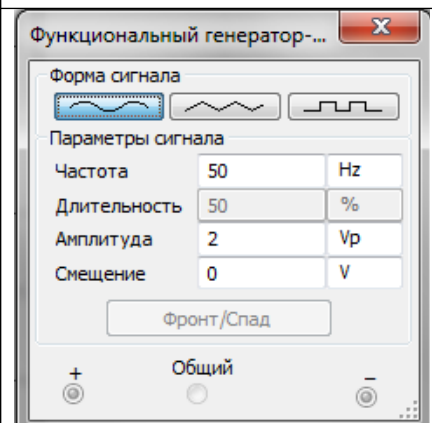 Функциональный генератор-...
Форма сигнала
Параметры сигнала
Частота 50 Hz
Длительность 50 %
Амплитуда 2 Vp
Смещение 0 V
Фронт/Спад
+ Общий −